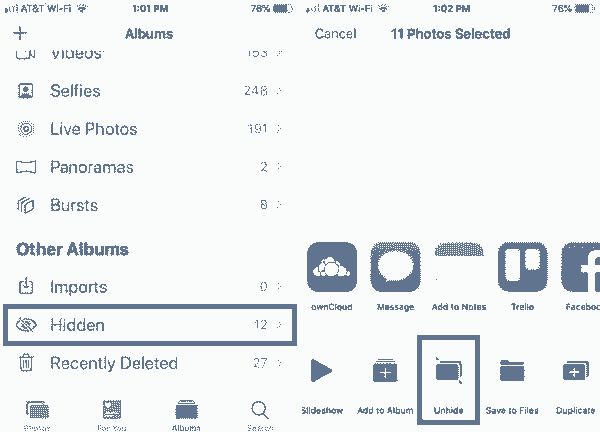 AT&T Wi-Fi 1:01 PM 78%
Albums
Videos 153
Selfies 248
Live Photos 191
Panoramas 2
Bursts 8
Other Albums
Imports 0
Hidden 12
Recently Deleted 27
Photos For You Albums Search
AT&T Wi-Fi 1:02 PM 76%
Cancel 11 Photos Selected
ownCloud Message Add to Notes Trello Faceboo
Slideshow Add to Album Unhide Save to Files Duplicate